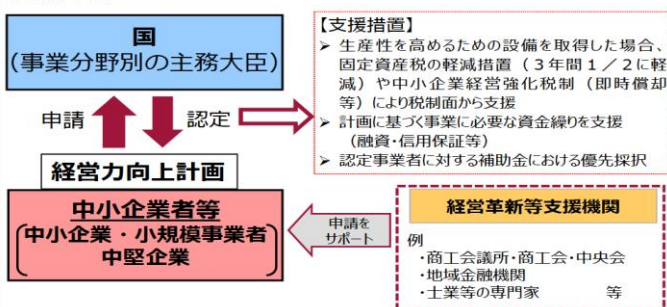 国
(事業分野別の主務大臣)
申請
認定
【支援措置】
➢ 生産性を高めるための設備を取得した場合、
固定資産税の軽減措置（３年間１／２に軽
減）や中小企業経営強化税制（即時償却
等）により税制面から支援
➢ 計画に基づく事業に必要な資金繰りを支援
（融資・信用保証等）
➢ 認定事業者に対する補助金における優先採択
経営力向上計画
中小企業者等
中小企業・小規模事業者
中堅企業
申請を
サポート
経営革新等支援機関
例
・商工会議所・商工会・中央会
・地域金融機関
・士業等の専門家　　等